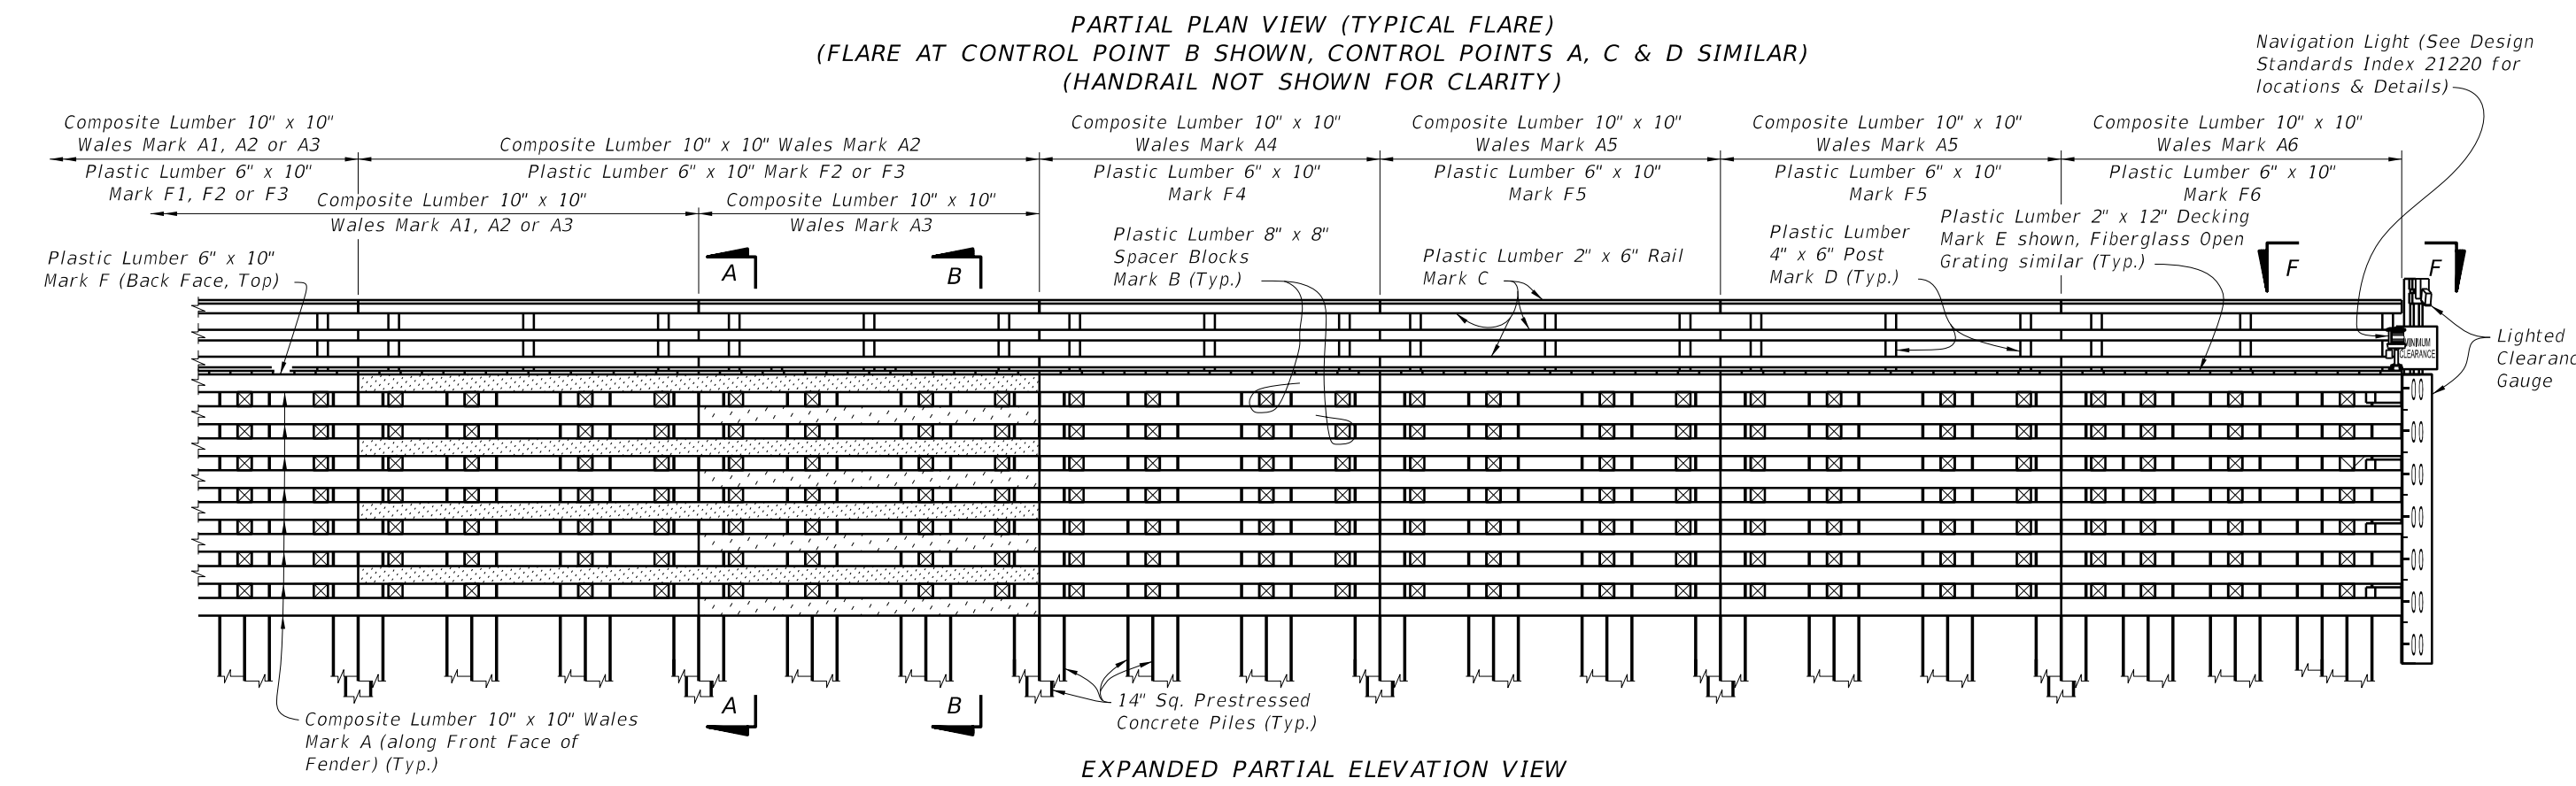 PARTIAL PLAN VIEW (TYPICAL FLARE)
(FLARE AT CONTROL POINT B SHOWN, CONTROL POINTS A, C & D SIMILAR)
(HANDRAIL NOT SHOWN FOR CLARITY)
Navigation Light (See Design
Standards Index 21220 for
locations & Details)
Composite Lumber 10" x 10"
Wales Mark A1, A2 or A3
Plastic Lumber 6" x 10"
Mark F1, F2 or F3
Composite Lumber 10" x 10" Wales Mark A2
Plastic Lumber 6" x 10" Mark F2 or F3
Composite Lumber 10" x 10"
Wales Mark A4
Plastic Lumber 6" x 10"
Mark F4
Composite Lumber 10" x 10"
Wales Mark A5
Plastic Lumber 6" x 10"
Mark F5
Composite Lumber 10" x 10"
Wales Mark A5
Plastic Lumber 6" x 10"
Mark F5
Composite Lumber 10" x 10"
Wales Mark A6
Plastic Lumber 6" x 10"
Mark F6
Composite Lumber 10" x 10"
Wales Mark A1, A2 or A3
Composite Lumber 10" x 10"
Wales Mark A3
Plastic Lumber 6" x 10"
Mark F (Back Face, Top)
A
B
Plastic Lumber 8" x 8"
Spacer Blocks
Mark B (Typ.)
Plastic Lumber 2" x 6" Rail
Mark C
Plastic Lumber
4" x 6" Post
Mark D (Typ.)
Plastic Lumber 2" x 12" Decking
Mark E shown, Fiberglass Open
Grating similar (Typ.)
F
F
MINIMUM
CLEARANCE
Lighted
Clearanc
Gauge
A
B
14" Sq. Prestressed
Concrete Piles (Typ.)
Composite Lumber 10" x 10" Wales
Mark A (along Front Face of
Fender) (Typ.)
EXPANDED PARTIAL ELEVATION VIEW